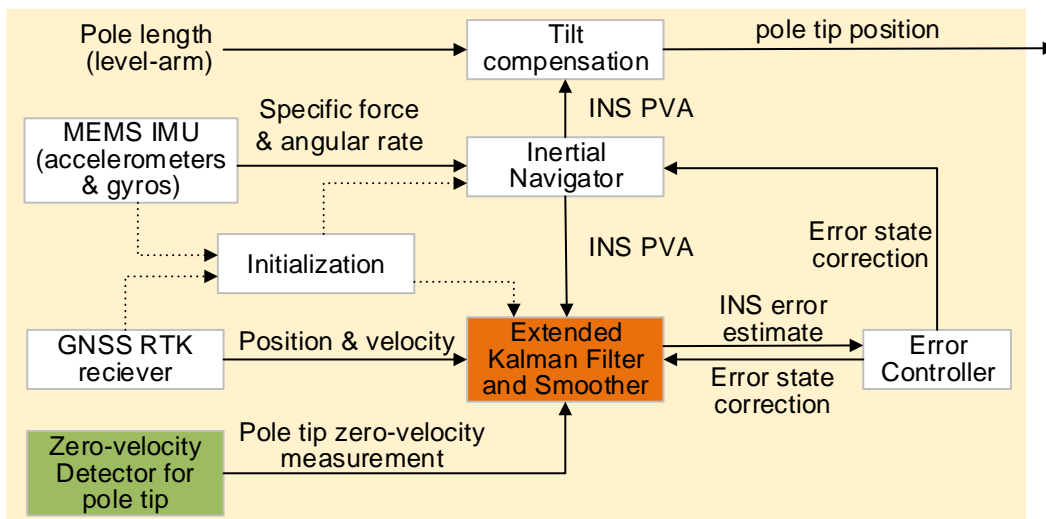 Pole length
(level-arm)
Tilt
compensation
pole tip position
INS PVA
MEMS IMU
(accelerometers
& gyros)
Specific force
& angular rate
Inertial
Navigator
Initialization
INS PVA
Error state
correction
GNSS RTK
reciever
Position & velocity
Extended
Kalman Filter
and Smoother
INS error
estimate
Error state
correction
Error
Controller
Zero-velocity
Detector for
pole tip
Pole tip zero-velocity
measurement